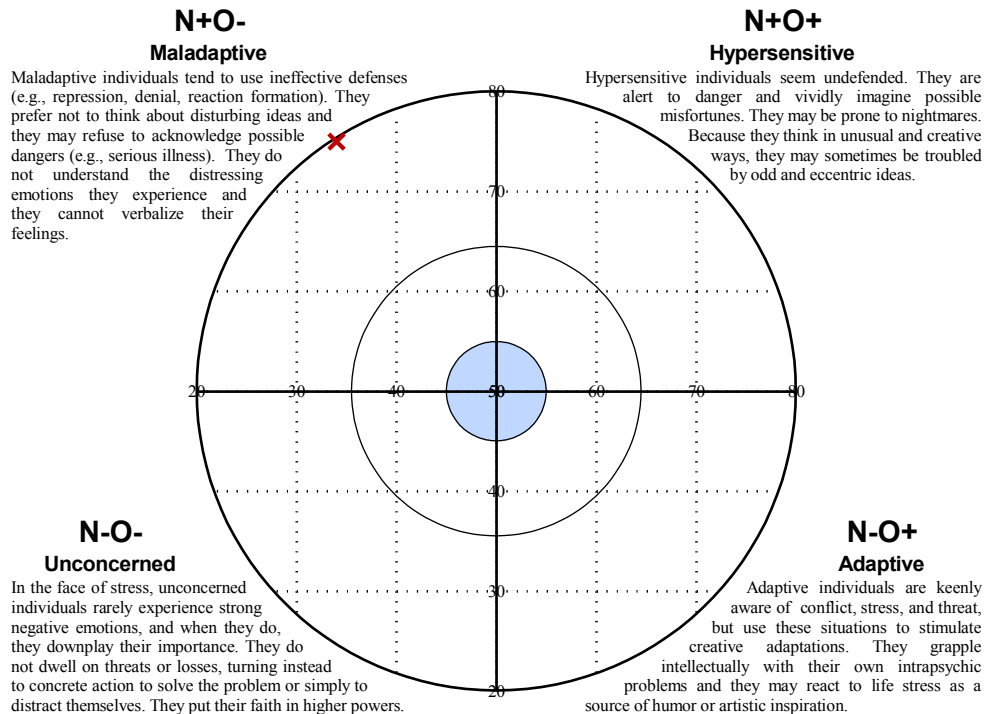 N+O-
Maladaptive
Maladaptive individuals tend to use ineffective defenses
(e.g., repression, denial, reaction formation). They
prefer not to think about disturbing ideas and
they may refuse to acknowledge possible
dangers (e.g., serious illness). They do
not understand the distressing
emotions they experience and
they cannot verbalize their
feelings.
N+O+
Hypersensitive
Hypersensitive individuals seem undefended. They are
alert to danger and vividly imagine possible
misfortunes. They may be prone to nightmares.
Because they think in unusual and creative
ways, they may sometimes be troubled
by odd and eccentric ideas.
80
70
60
20 30 40 50 60 70 80
40
30
20
N-O-
Unconcerned
In the face of stress, unconcerned
individuals rarely experience strong
negative emotions, and when they do,
they downplay their importance. They do
not dwell on threats or losses, turning instead
to concrete action to solve the problem or simply to
distract themselves. They put their faith in higher powers.
N-O+
Adaptive
Adaptive individuals are keenly
aware of conflict, stress, and threat,
but use these situations to stimulate
creative adaptations. They grapple
intellectually with their own intrapsychic
problems and they may react to life stress as a
source of humor or artistic inspiration.